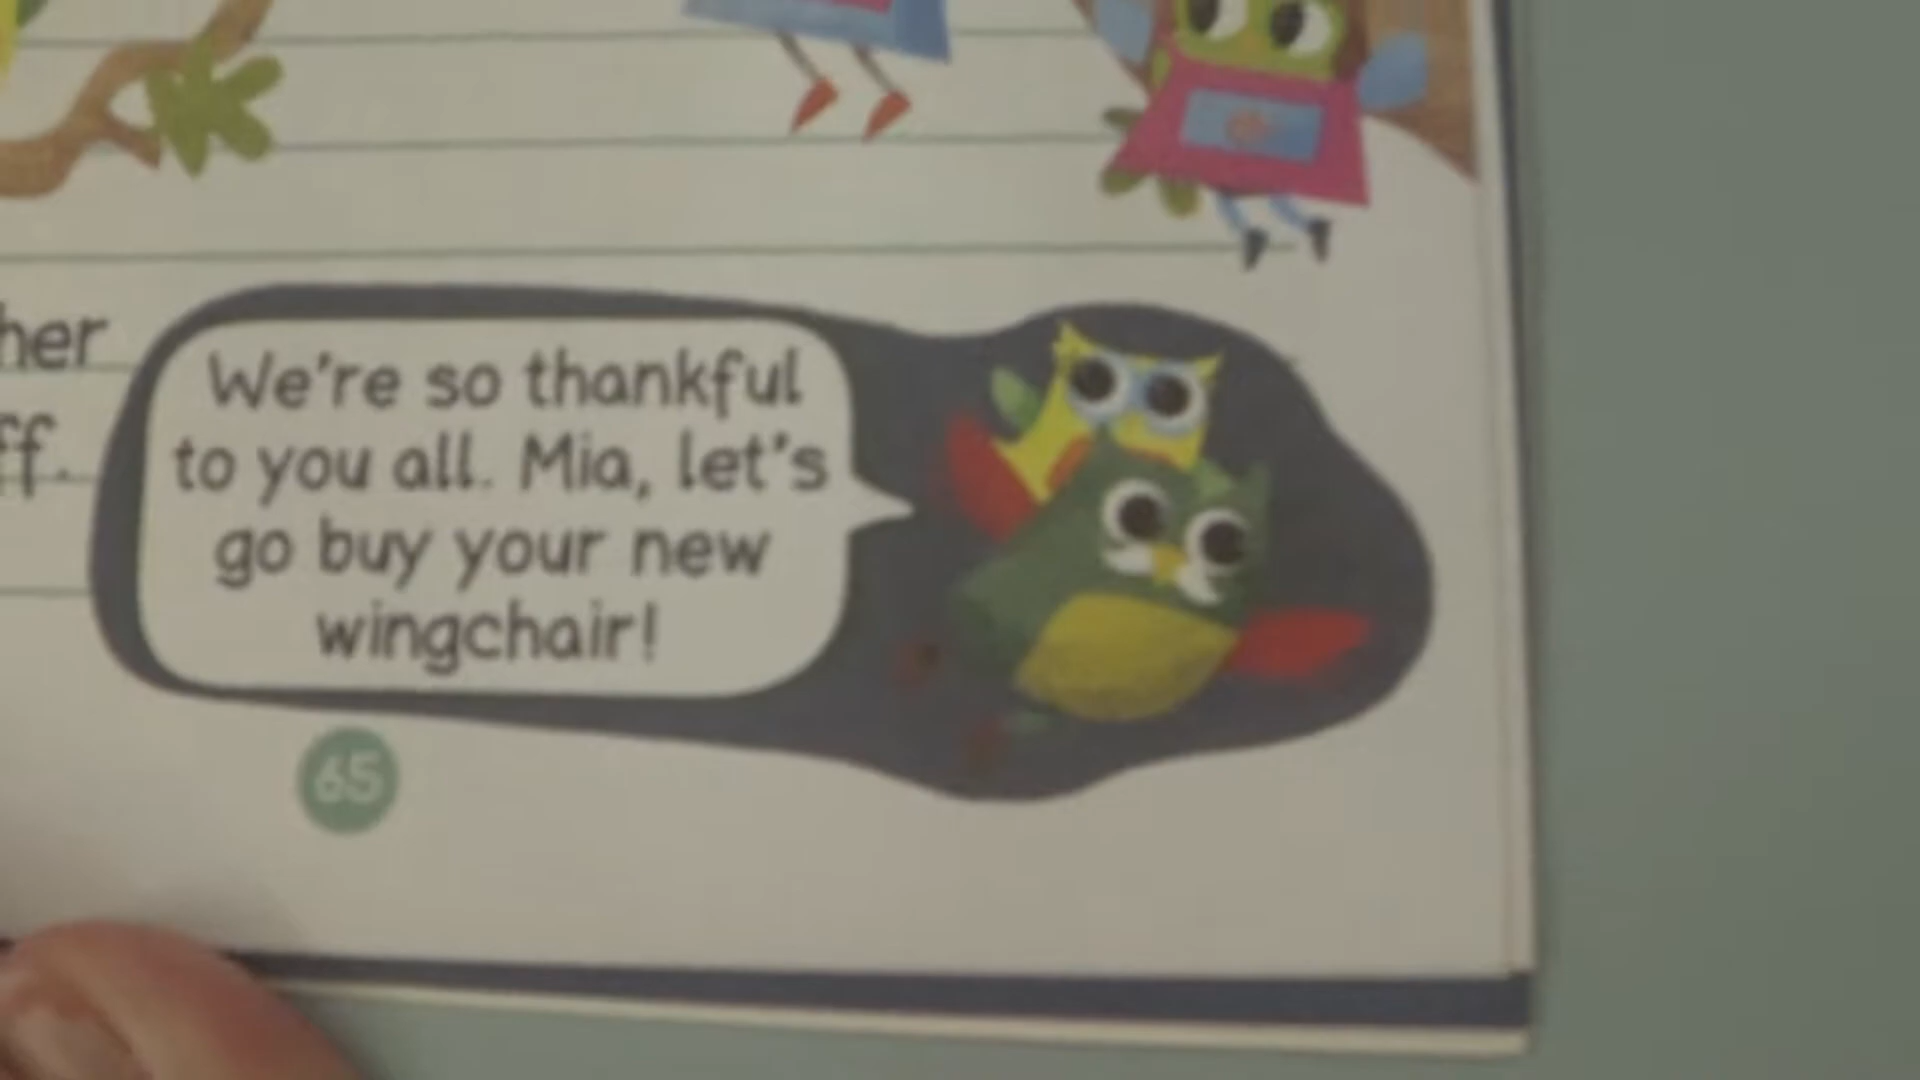 her
ff.
We're so thankful
to you all. Mia, let's
go buy your new
wingchair!
65